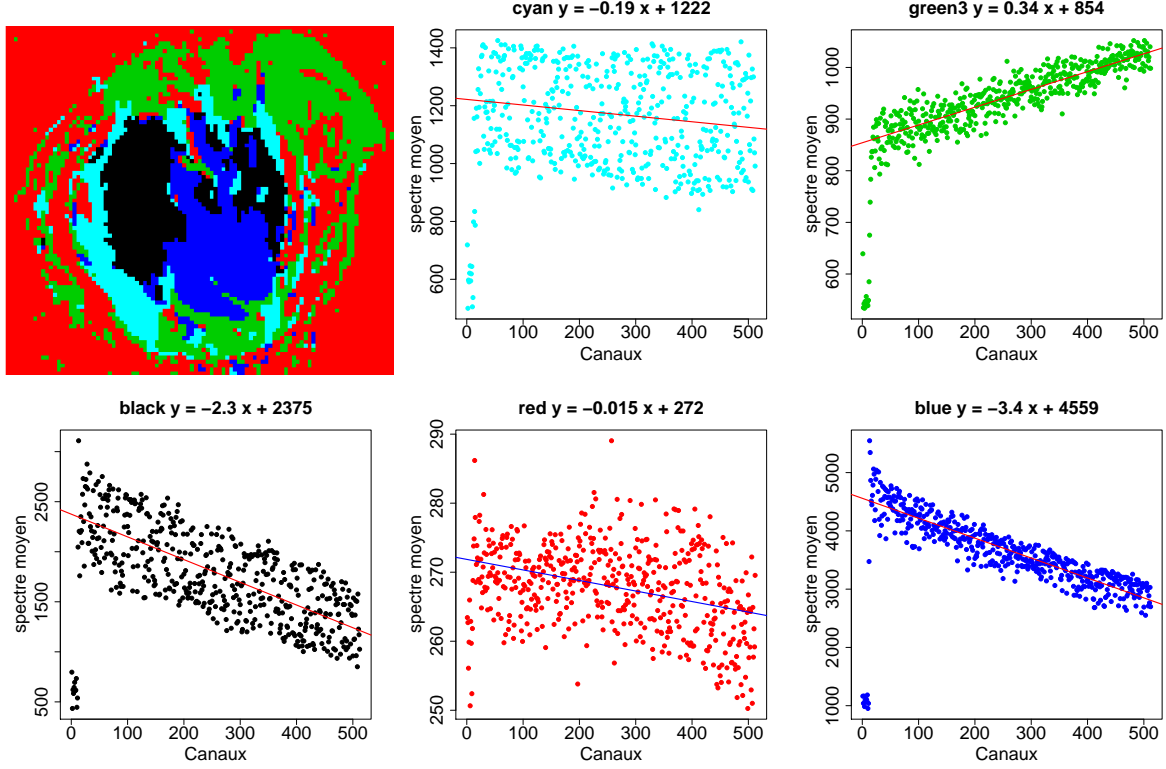 cyan y = −0.19 x + 1222
spectre moyen
600 800 1000 1200 1400
0 100 200 300 400 500
Canaux
green3 y = 0.34 x + 854
spectre moyen
600 700 800 900 1000
0 100 200 300 400 500
Canaux
black y = −2.3 x + 2375
spectre moyen
500 1500 2500
0 100 200 300 400 500
Canaux
red y = −0.015 x + 272
spectre moyen
250 260 270 280 290
0 100 200 300 400 500
Canaux
blue y = −3.4 x + 4559
spectre moyen
1000 2000 3000 4000 5000
0 100 200 300 400 500
Canaux